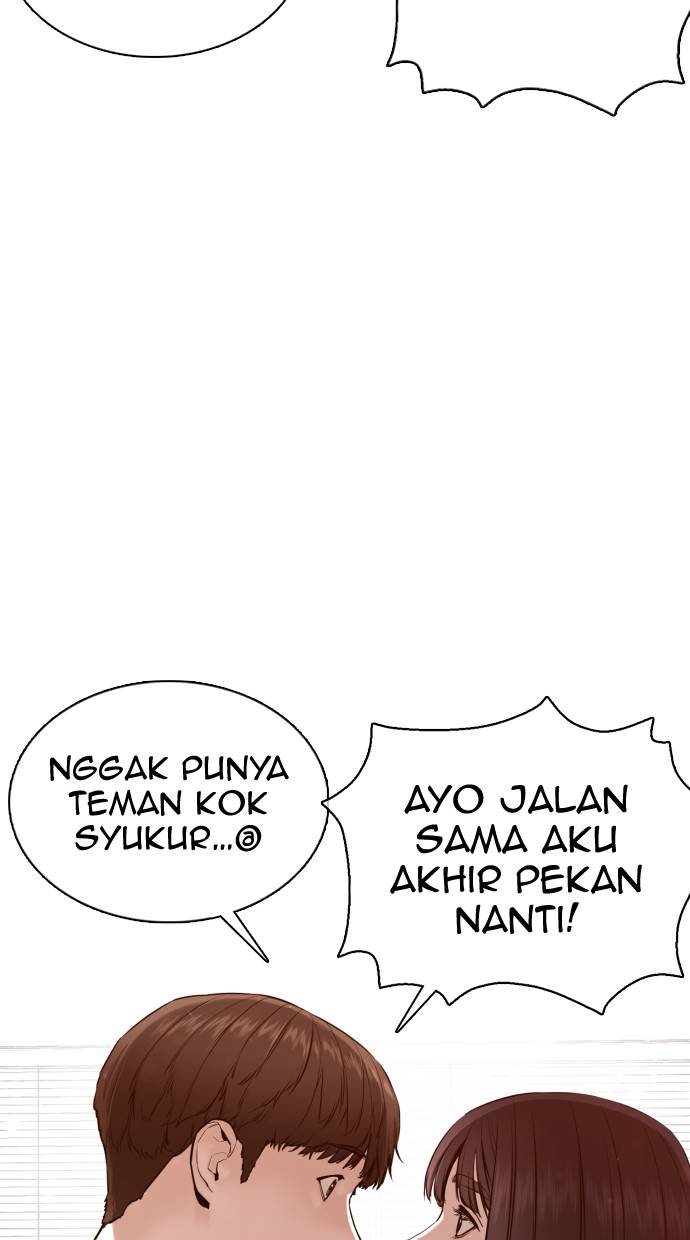 NGGAK PUNYA
TEMAN KOK
SYUKUR...@
AYO JALAN
SAMA AKU
AKHIR PEKAN
NANTI!